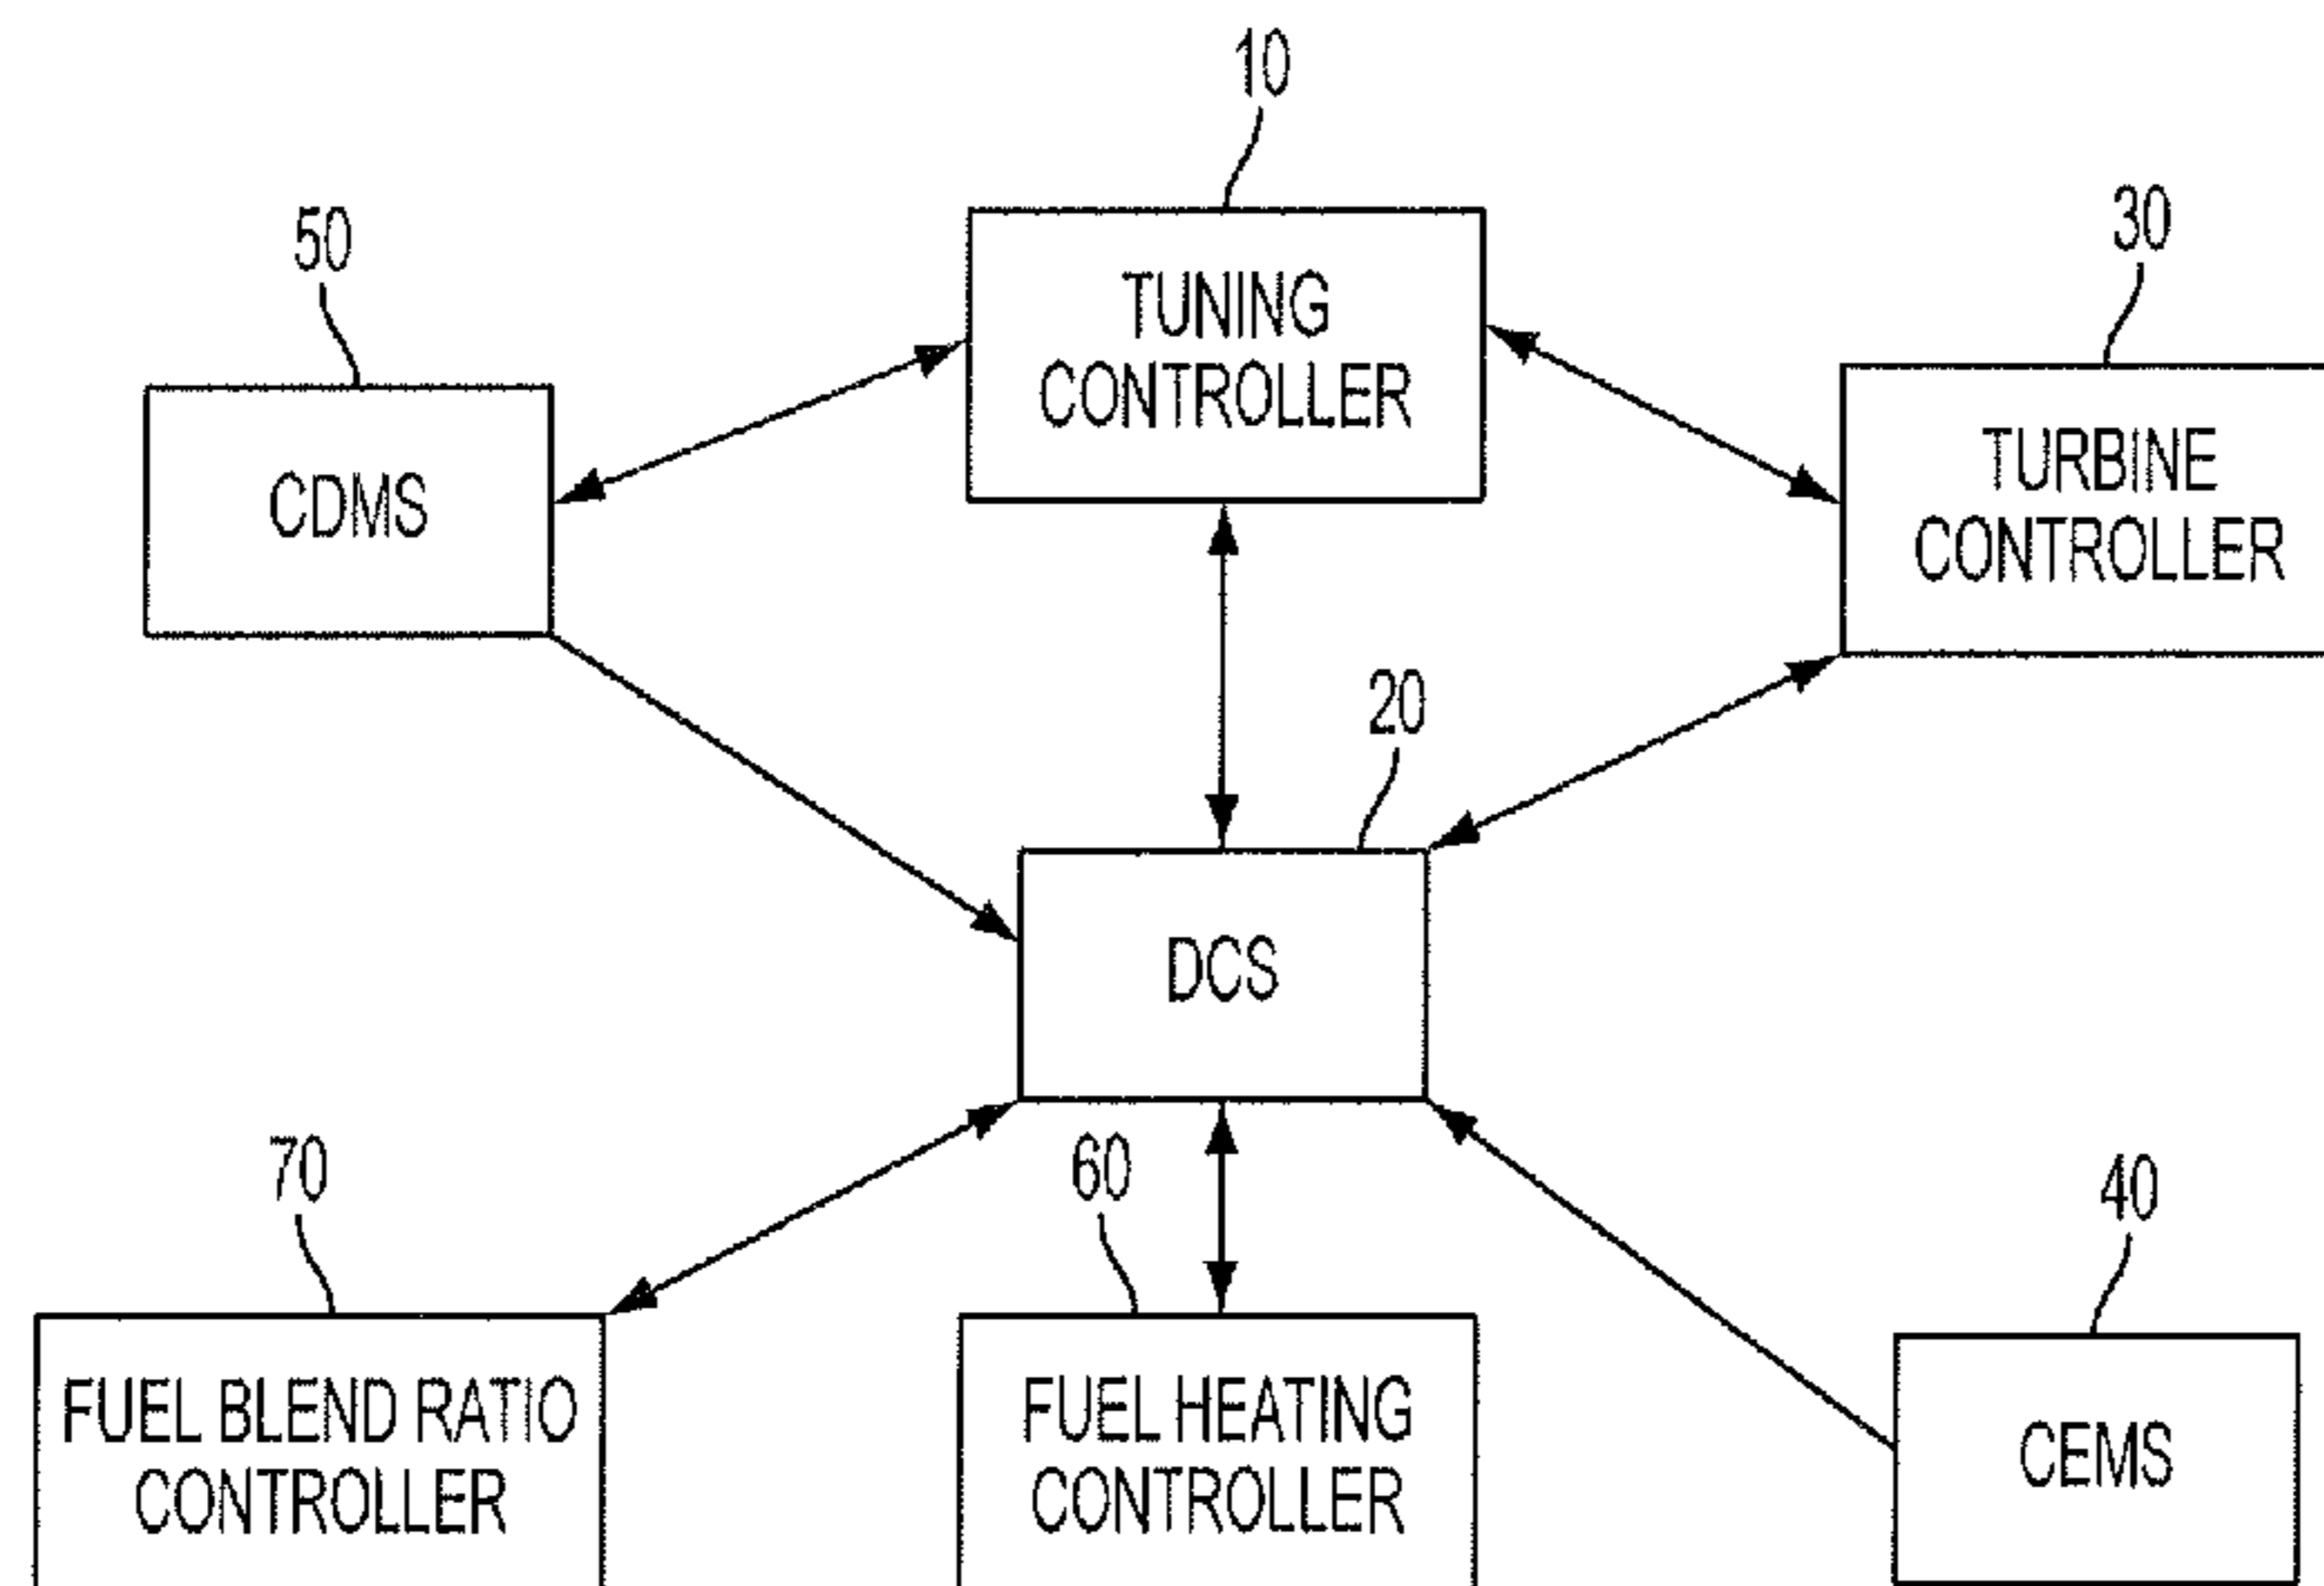 10
50
30
TUNING
CONTROLLER
CDMS
TURBINE
CONTROLLER
20
DCS
70
60
40
FUEL BLEND RATIO
CONTROLLER
FUEL HEATING
CONTROLLER
CEMS